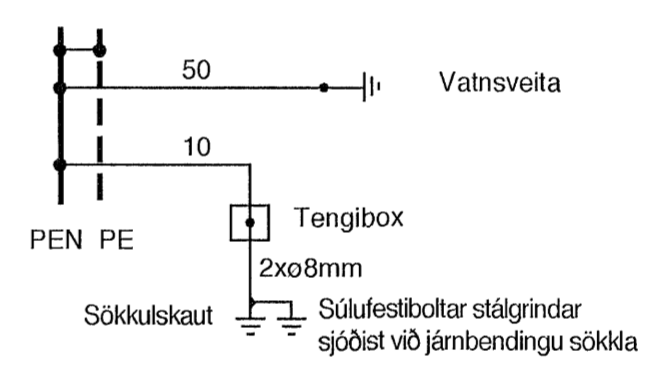 50
Vatnsveita
10
Tengibox
PEN PE
2xø8mm
Sökkulskaut
Súlufestiboltar stálgrindar
sjóðist við járnbendingu sökkla